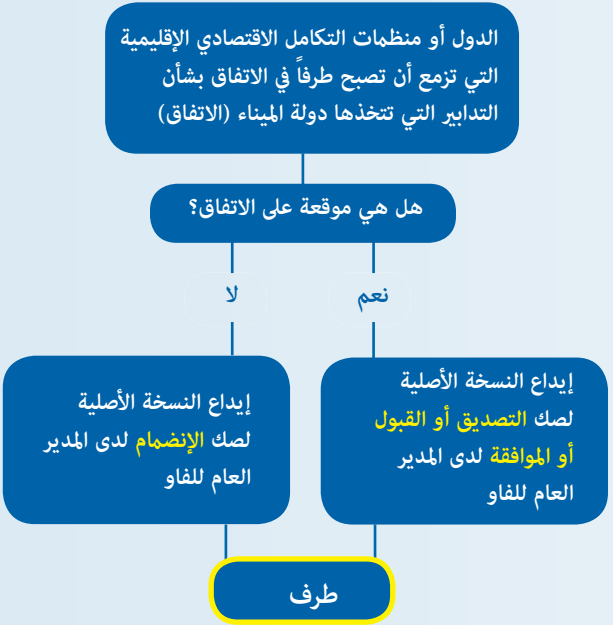 الدول أو منظمات التكامل الاقتصادي الإقليمية
التي تزمع أن تصبح طرفاً في الاتفاق بشأن
التدابير التي تتخذها دولة الميناء (الاتفاق)
هل هي موقعة على الاتفاق؟
نعم
لا
إيداع النسخة الأصلية
لصك التصديق أو القبول
أو الموافقة لدى المدير
العام للفاو
إيداع النسخة الأصلية
لصك الإنضمام لدى المدير
العام للفاو
طرف